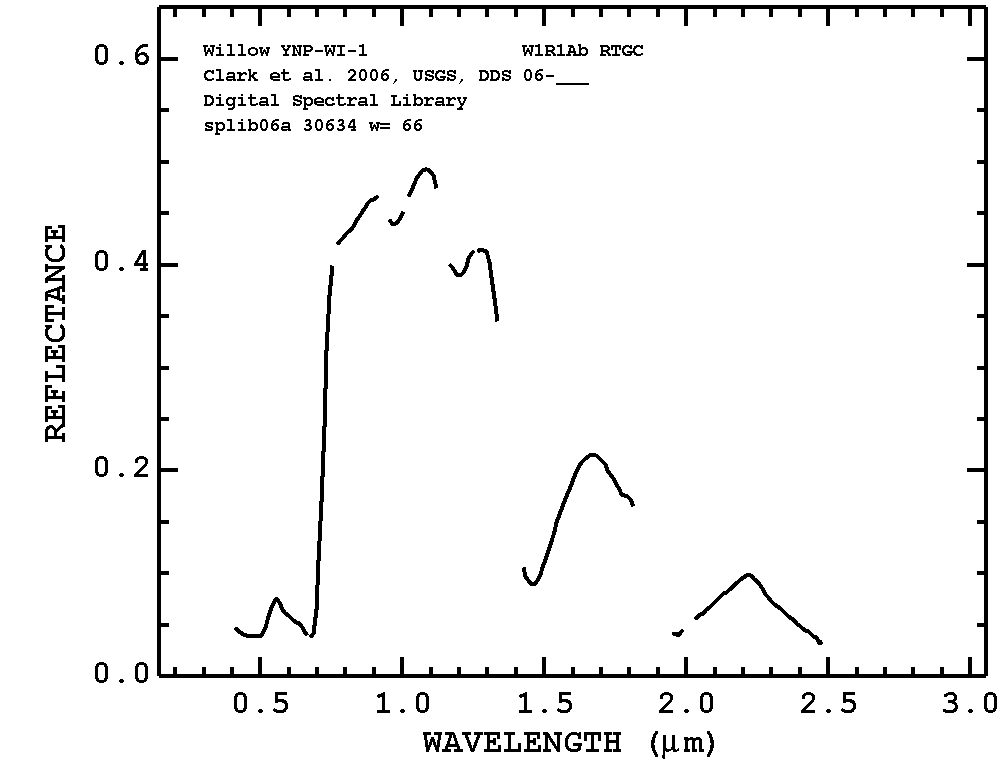 Willow YNP-WI-1 W1R1Ab RTGC
Clark et al. 2006, USGS, DDS 06-___
Digital Spectral Library
splib06a 30634 w= 66
0.6
0.4
0.2
0.0
REFLECTANCE
0.5 1.0 1.5 2.0 2.5 3.0
WAVELENGTH (μm)